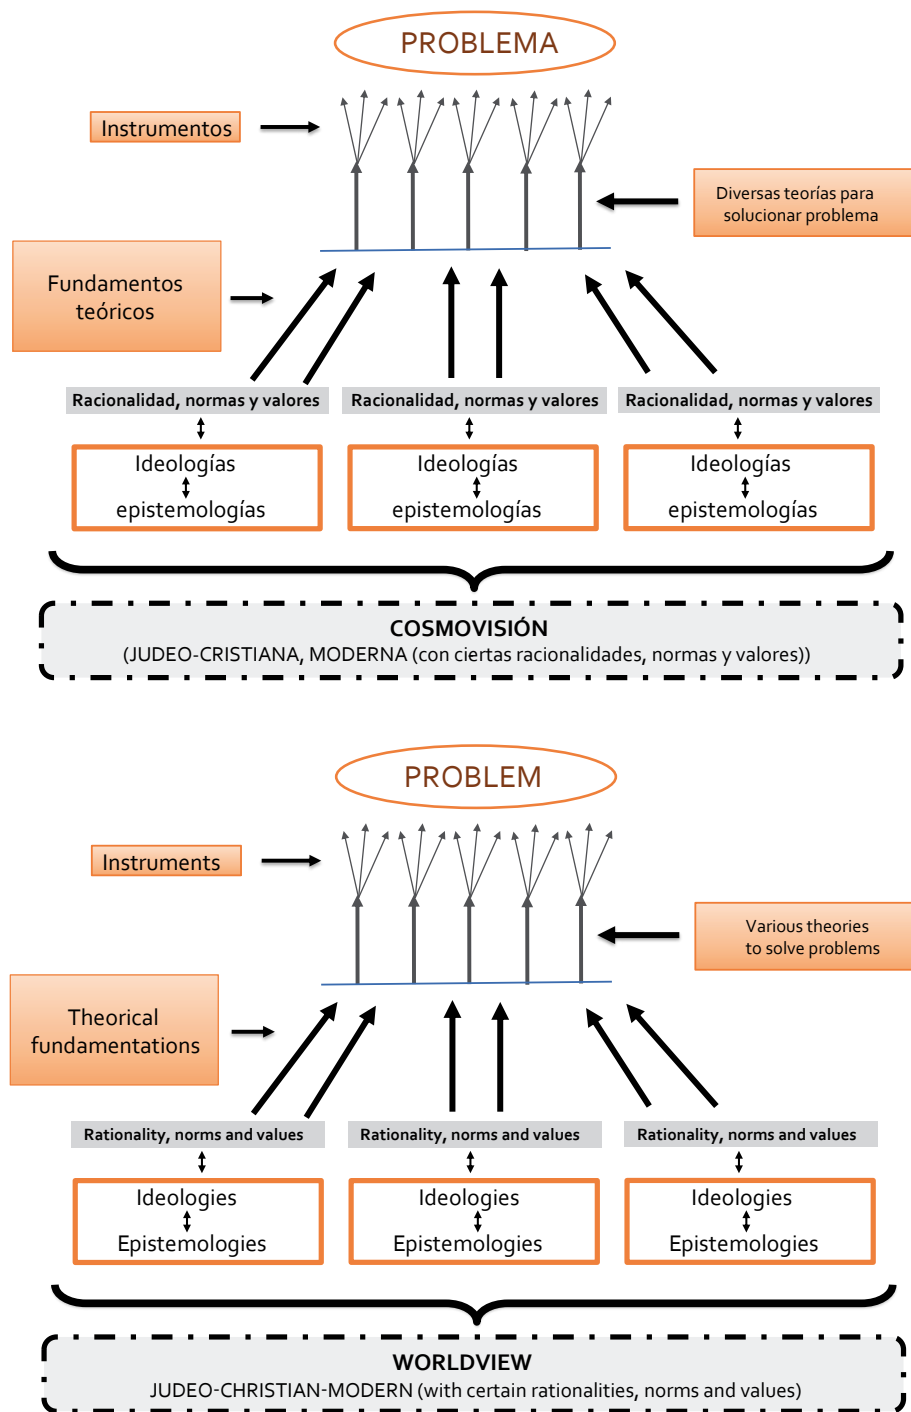 PROBLEMA
Instrumentos
Diversas teorías para
solucionar problema
Fundamentos
teóricos
Racionalidad, normas y valores
Racionalidad, normas y valores
Racionalidad, normas y valores
Ideologías
epistemologías
Ideologías
epistemologías
Ideologías
epistemologías
COSMOVISIÓN
(JUDEO-CRISTIANA, MODERNA (con ciertas racionalidades, normas y valores))
PROBLEM
Instruments
Various theories
to solve problems
Theorical
fundamentations
Rationality, norms and values
Rationality, norms and values
Rationality, norms and values
Ideologies
Epistemologies
Ideologies
Epistemologies
Ideologies
Epistemologies
WORLDVIEW
JUDEO-CHRISTIAN-MODERN (with certain rationalities, norms and values)